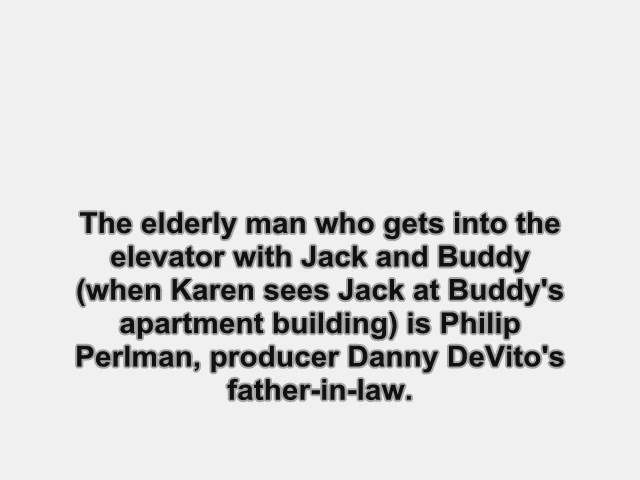 The elderly man who gets into the
elevator with Jack and Buddy
(when Karen sees Jack at Buddy's
apartment building) is Philip
Perlman, producer Danny DeVito's
father-in-law.